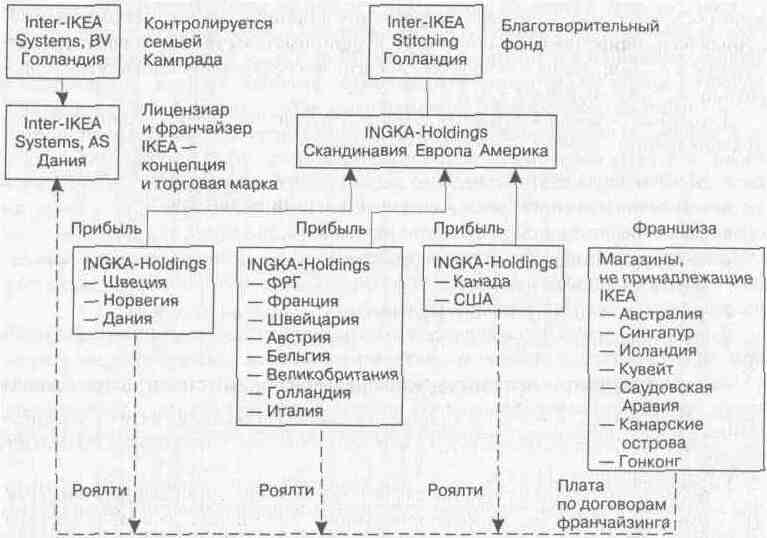 Inter-IKEA
Systems, BV
Голландия
Контролируется
семьей
Кампрада
Inter-IKEA
Stitching
Голландия
Благотворительный
фонд
Inter-IKEA
Systems, AS
Дания
Лицензиар
и франчайзер
IKEA —
концепция
и торговая марка
INGKA-Holdings
Скандинавия Европа Америка
Прибыль
Прибыль
Прибыль
Франшиза
INGKA-Holdings
— Швеция
— Норвегия
— Дания
INGKA-Holdings
— ФРГ
— Франция
— Швейцария
— Австрия
— Бельгия
— Великобритания
— Голландия
— Италия
INGKA-Holdings
— Канада
— США
Магазины,
не принадлежащие
IKEA
— Австралия
— Сингапур
— Исландия
— Кувейт
— Саудовская
Аравия
— Канарские
острова
— Гонконг
Роялти
Роялти
Роялти
Плата
по договорам
франчайзинга